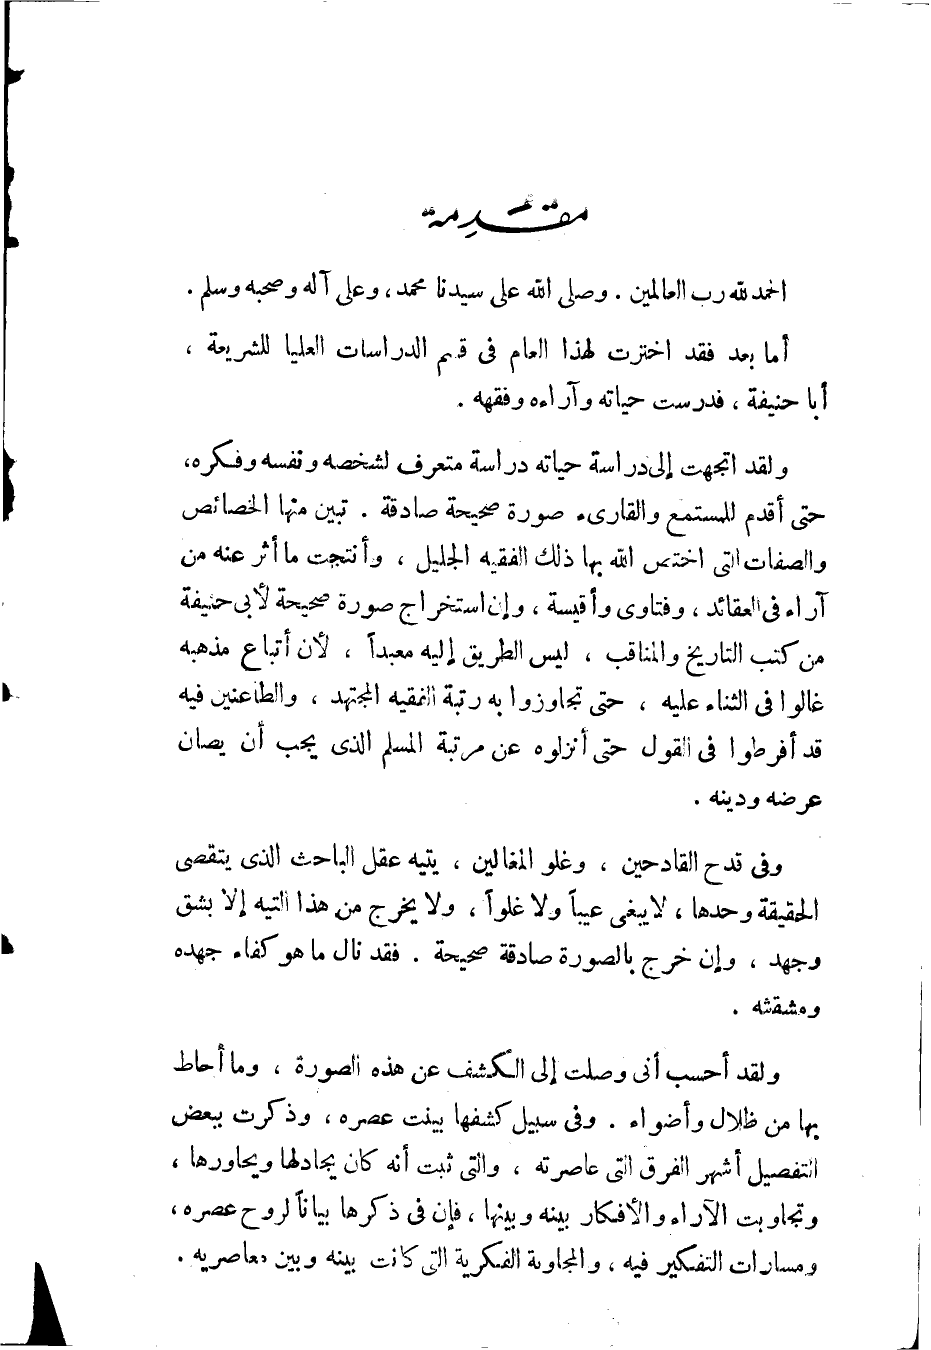 مقدمة
الحمد لله رب العالمين . وصلى الله على سيدنا محمد ، وعلى آله وصحبه وسلم .
أما بعد فقد اخترت لهذا العام فى قسم الدراسات العليا للشريعة ،
أبا حنيفة ، فدرست حياته وآراءه وفقهه .
ولقد اتجهت إلى دراسة حياته دراسة متعرف لشخصه ونفسه وفكره،
حتى أقدم للمستمع والقارىء صورة صحيحة صادقة . تبين منها الخصائص
والصفات التى اختص الله بها ذلك الفقيه الجليل ، وأنتجت ما أثر عنه من
آراء فى العقائد ، وفتاوى وأقيسة ، وإن استخراج صورة صحيحة لأبى حنيفة
من كتب التاريخ والمناقب ، ليس الطريق إليه معبداً ، لأن أتباع مذهبه
غالوا فى الثناء عليه ، حتى تجاوزوا به رتبة الفقيه المجتهد ، والطاعنين فيه
قد أفرطوا فى القول حتى أنزلوه عن مرتبة المسلم الذى يجب أن يصان
عرضه ودينه .
وفى قدح القادحين ، وغلو المغالين ، يتيه عقل الباحث الذى يتقصى
الحقيقة وحدها ، لا يبغى عيباً ولا غلواً ، ولا يخرج من هذا التيه إلا بشق
وجهد ، وإن خرج بالصورة صادقة صحيحة . فقد نال ما هو كفاء جهده
ومشقته .
ولقد أحسب أنى وصلت إلى الكشف عن هذه الصورة ، وما أحاط
بها من ظلال وأضواء . وفى سبيل كشفها بينت عصره ، وذكرت ببعض
التفصيل أشهر الفرق التى عاصرته ، والتى ثبت أنه كان يجادلها ويحاورها ،
وتجاوبت الآراء والأفكار بينه وبينها ، فإن فى ذكرها بياناً لروح عصره ،
ومسارات التفكير فيه ، والمجاوبة الفكرية التى كانت بينه وبين معاصريه .